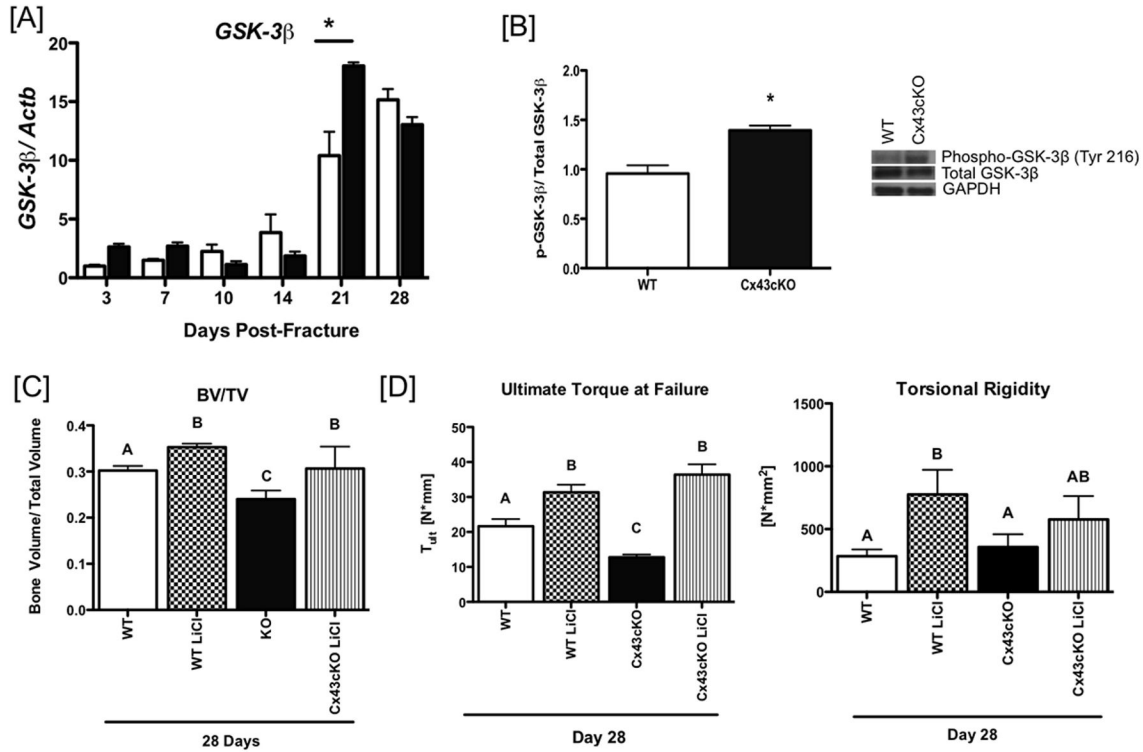 [A]
GSK-3β
*
GSK-3β/ Actb
20
15
10
5
0
3 7 10 14 21 28
Days Post-Fracture
[B]
p-GSK-3β/ Total GSK-3β
2.0
1.5
1.0
0.5
0.0
*
WT Cx43cKO
WT
Cx43cKO
Phospho-GSK-3β (Tyr 216)
Total GSK-3β
GAPDH
[C]
BV/TV
Bone Volume/ Total Volume
0.4
0.3
0.2
0.1
0.0
A B C B
WT
WT LiCl
KO
Cx43cKO LiCl
28 Days
[D]
Ultimate Torque at Failure
Tult [N*mm]
50
40
30
20
10
0
A B C B
WT
WT LiCl
Cx43cKO
Cx43cKO LiCl
Day 28
Torsional Rigidity
[N*mm²]
1500
1000
500
0
A B A AB
WT
WT LiCl
Cx43cKO
Cx43cKO LiCl
Day 28